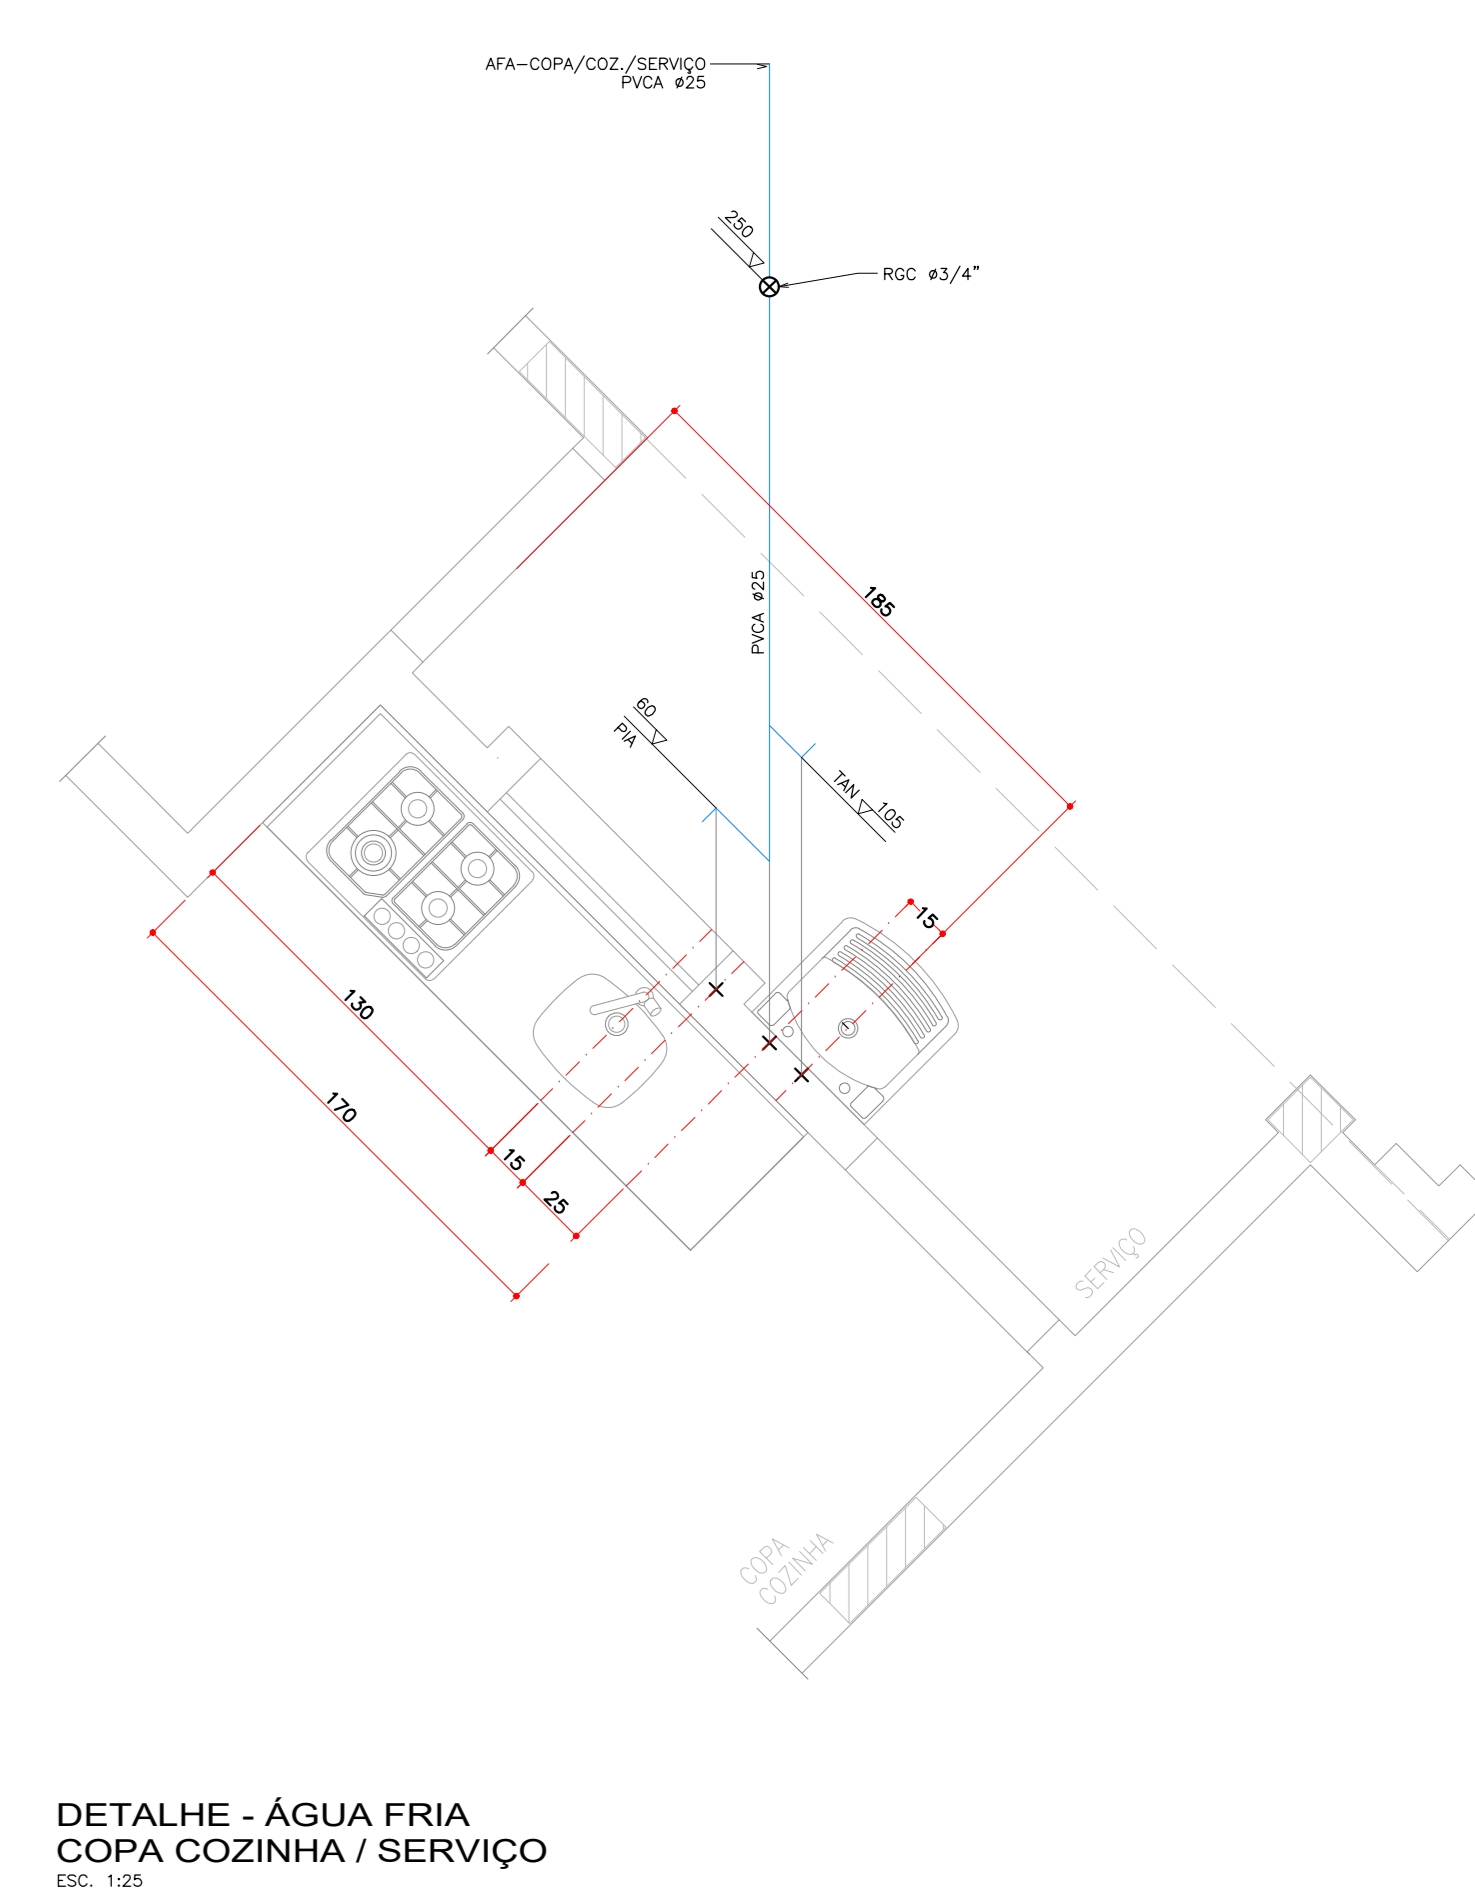 AFA-COPA/COZ./SERVIÇO
PVCA ø25
250
RGC ø3/4"
185
PVCA ø25
60
PIA
TAN 105
15
130
170
15
25
SERVIÇO
COPA
COZINHA
DETALHE - ÁGUA FRIA
COPA COZINHA / SERVIÇO
ESC. 1:25